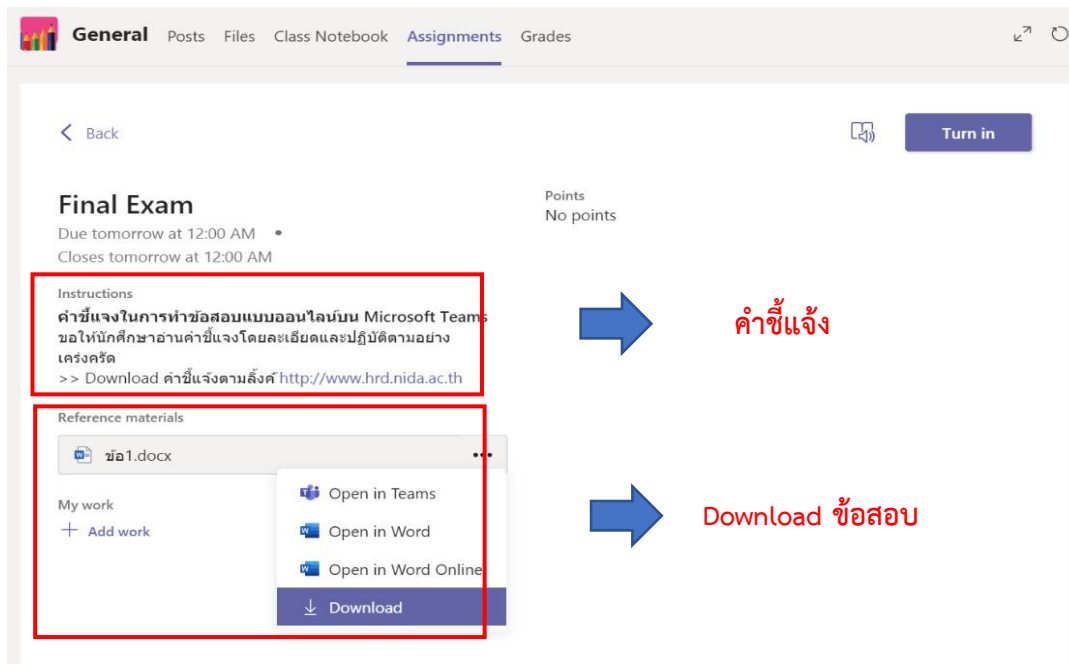 General Posts Files Class Notebook Assignments Grades
Back
Turn in
Final Exam
Due tomorrow at 12:00 AM •
Closes tomorrow at 12:00 AM
Points
No points
Instructions
คำชี้แจงในการทำข้อสอบแบบออนไลน์บน Microsoft Teams
ขอให้นักศึกษาอ่านคำชี้แจงโดยละเอียดและปฏิบัติตามอย่าง
เคร่งครัด
>> Download คำชี้แจ้งตามลิ้งค์ http://www.hrd.nida.ac.th
คำชี้แจ้ง
Reference materials
ข้อ1.docx
My work
+ Add work
Open in Teams
Open in Word
Open in Word Online
Download
Download ข้อสอบ